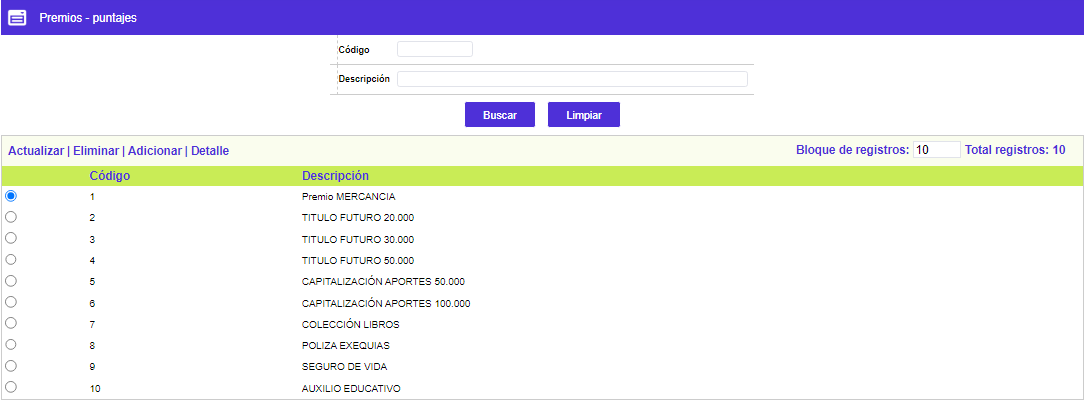 Premios - puntajes
Código
Descripción
Buscar Limpiar
Actualizar | Eliminar | Adicionar | Detalle Bloque de registros: 10 Total registros: 10
Código Descripción
1 Premio MERCANCIA
2 TITULO FUTURO 20.000
3 TITULO FUTURO 30.000
4 TITULO FUTURO 50.000
5 CAPITALIZACIÓN APORTES 50.000
6 CAPITALIZACIÓN APORTES 100.000
7 COLECCIÓN LIBROS
8 POLIZA EXEQUIAS
9 SEGURO DE VIDA
10 AUXILIO EDUCATIVO